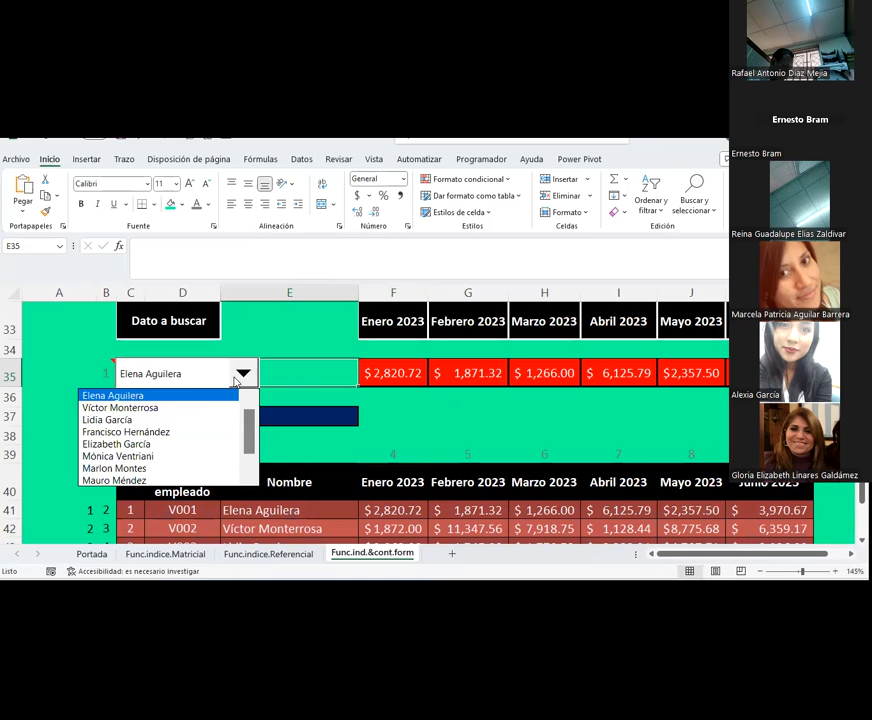 Rafael Antonio Diaz Mejia
Ernesto Bram
Ernesto Bram
Reina Guadalupe Elias Zaldivar
Marcela Patricia Aguilar Barrera
Alexia García
Gloria Elizabeth Linares Galdámez
Archivo Inicio Insertar Trazo Disposición de página Fórmulas Datos Revisar Vista Automatizar Programador Ayuda Power Pivot
Pegar
Calibri 11 A A
N K S A
ab
General
$ % 000
Formato condicional
Dar formato como tabla
Estilos de celda
Insertar
Eliminar
Formato
Σ
Ordenar y filtrar
Buscar y seleccionar
Portapapeles Fuente Alineación Número Estilos Celdas Edición
E35 fx
A B C D E F G H I J
33 Dato a buscar Enero 2023 Febrero 2023 Marzo 2023 Abril 2023 Mayo 2023
34
35 1 Elena Aguilera $ 2,820.72 $ 1,871.32 $ 1,266.00 $ 6,125.79 $ 2,357.50
36
37
38
39 4 5 6 7 8
Elena Aguilera
Víctor Monterrosa
Lidia García
Francisco Hernández
Elizabeth García
Mónica Ventriani
Marlon Montes
Mauro Méndez
40 empleado Nombre Enero 2023 Febrero 2023 Marzo 2023 Abril 2023 Mayo 2023 Junio 2023
41 1 2 1 V001 Elena Aguilera $ 2,820.72 $ 1,871.32 $ 1,266.00 $ 6,125.79 $ 2,357.50 $ 3,970.67
42 2 3 2 V002 Víctor Monterrosa $ 1,872.00 $ 11,347.56 $ 7,918.75 $ 1,128.44 $ 8,775.68 $ 6,359.17
Portada Func.indice.Matricial Func.indice.Referencial Func.ind.&cont.form +
Listo Accesibilidad: es necesario investigar 145%